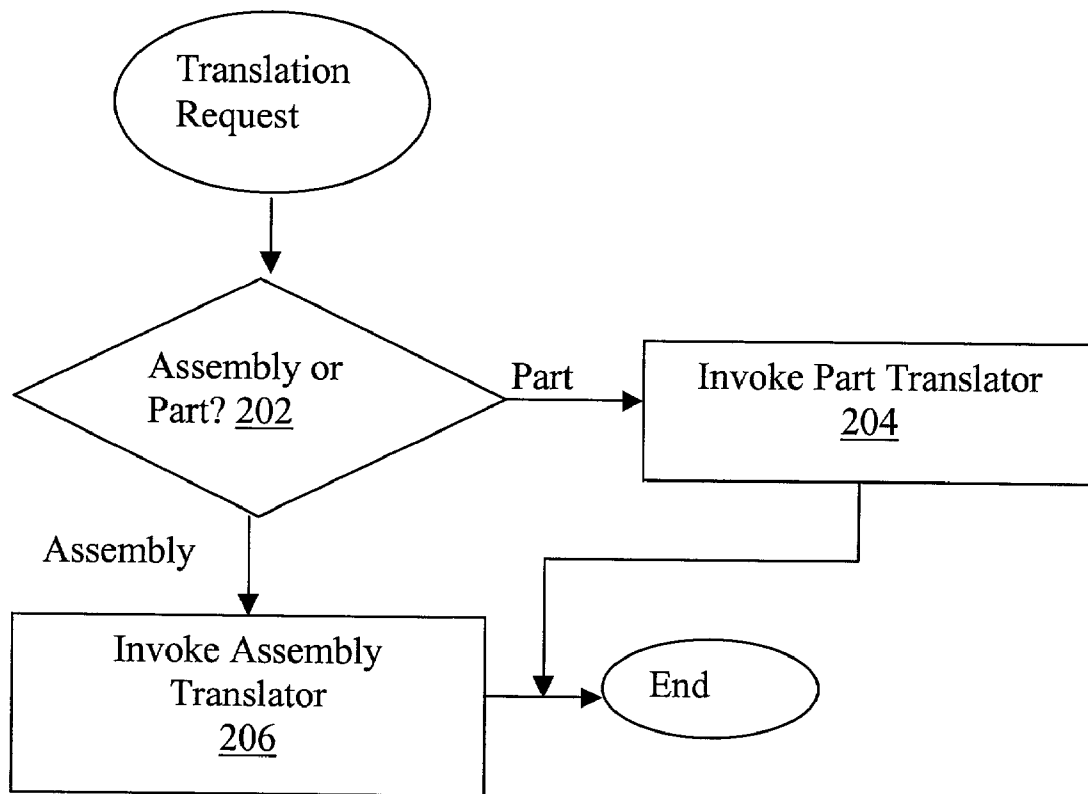 Translation
Request
Assembly or
Part? 202
Part
Invoke Part Translator
204
Assembly
Invoke Assembly
Translator
206
End